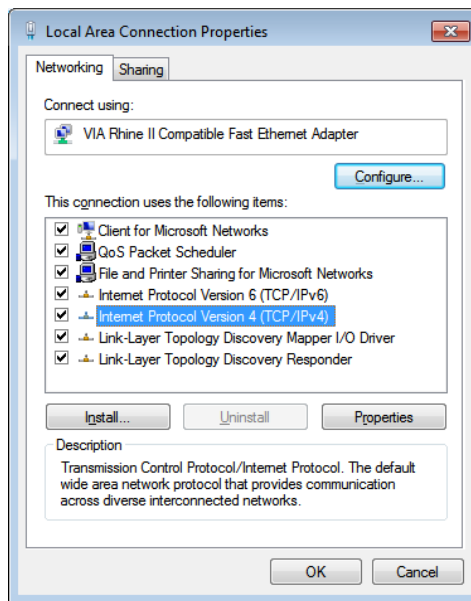 Local Area Connection Properties
Networking
Sharing
Connect using:
VIA Rhine II Compatible Fast Ethernet Adapter
Configure...
This connection uses the following items:
Client for Microsoft Networks
QoS Packet Scheduler
File and Printer Sharing for Microsoft Networks
Internet Protocol Version 6 (TCP/IPv6)
Internet Protocol Version 4 (TCP/IPv4)
Link-Layer Topology Discovery Mapper I/O Driver
Link-Layer Topology Discovery Responder
Install...
Uninstall
Properties
Description
Transmission Control Protocol/Internet Protocol. The default
wide area network protocol that provides communication
across diverse interconnected networks.
OK
Cancel